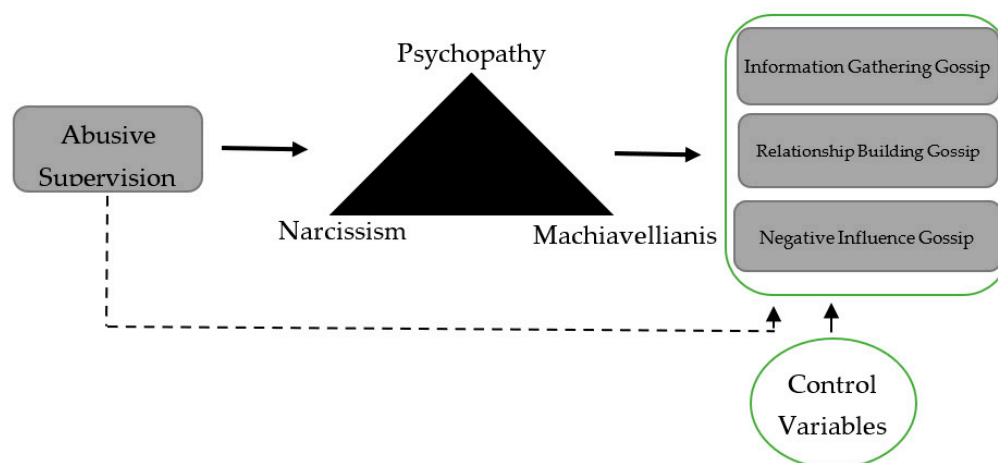 Psychopathy
Information Gathering Gossip
Abusive
Supervision
Relationship Building Gossip
Narcissism
Machiavellianis
Negative Influence Gossip
Control
Variables